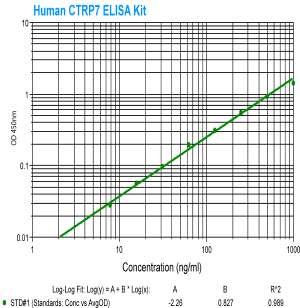 Human CTRP7 ELISA Kit
10
1
0.1
0.01
OD 450nm
1 10 100 1000
Concentration (ng/ml)
Log-Log Fit: Log(y) = A + B * Log(x): A B R^2
STD#1 (Standards: Conc vs AvgOD) -2.26 0.827 0.989